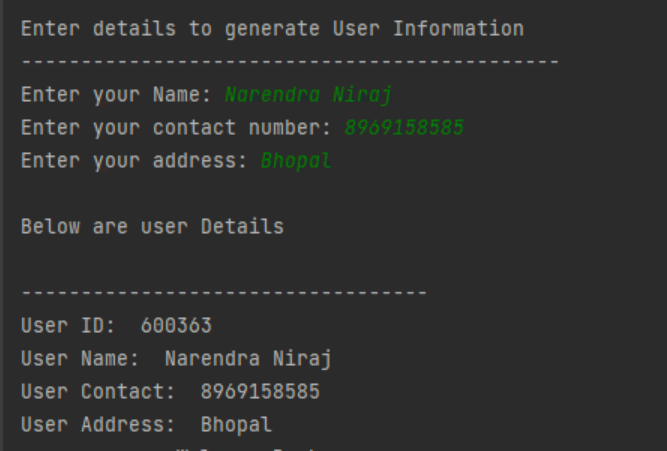 Enter details to generate User Information
---------------------------------------------
Enter your Name: Narendra Niraj
Enter your contact number: 8969158585
Enter your address: Bhopal
Below are user Details
----------------------------------
User ID:  600363
User Name:  Narendra Niraj
User Contact:  8969158585
User Address:  Bhopal